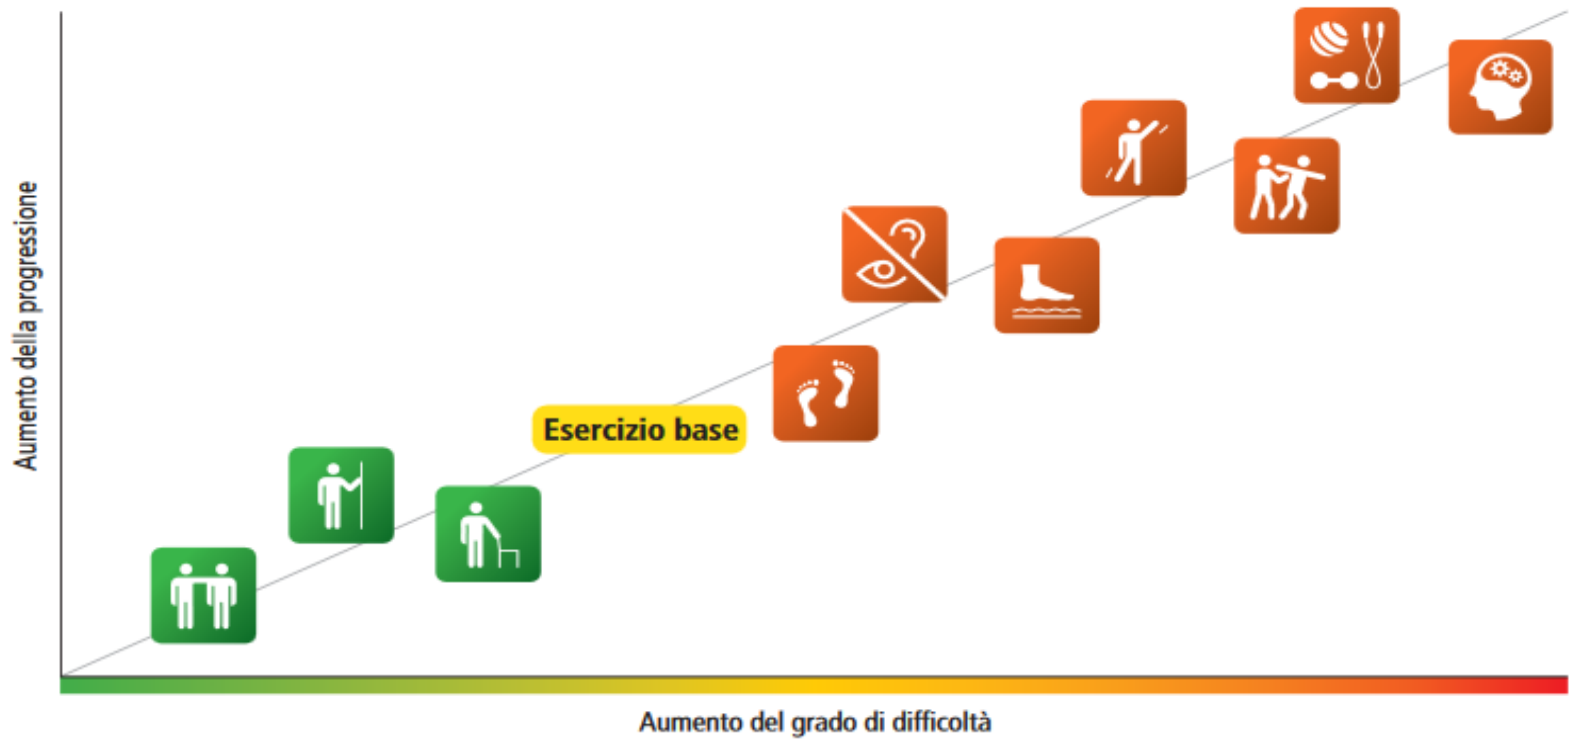 Aumento della progressione
Esercizio base
Aumento del grado di difficoltà